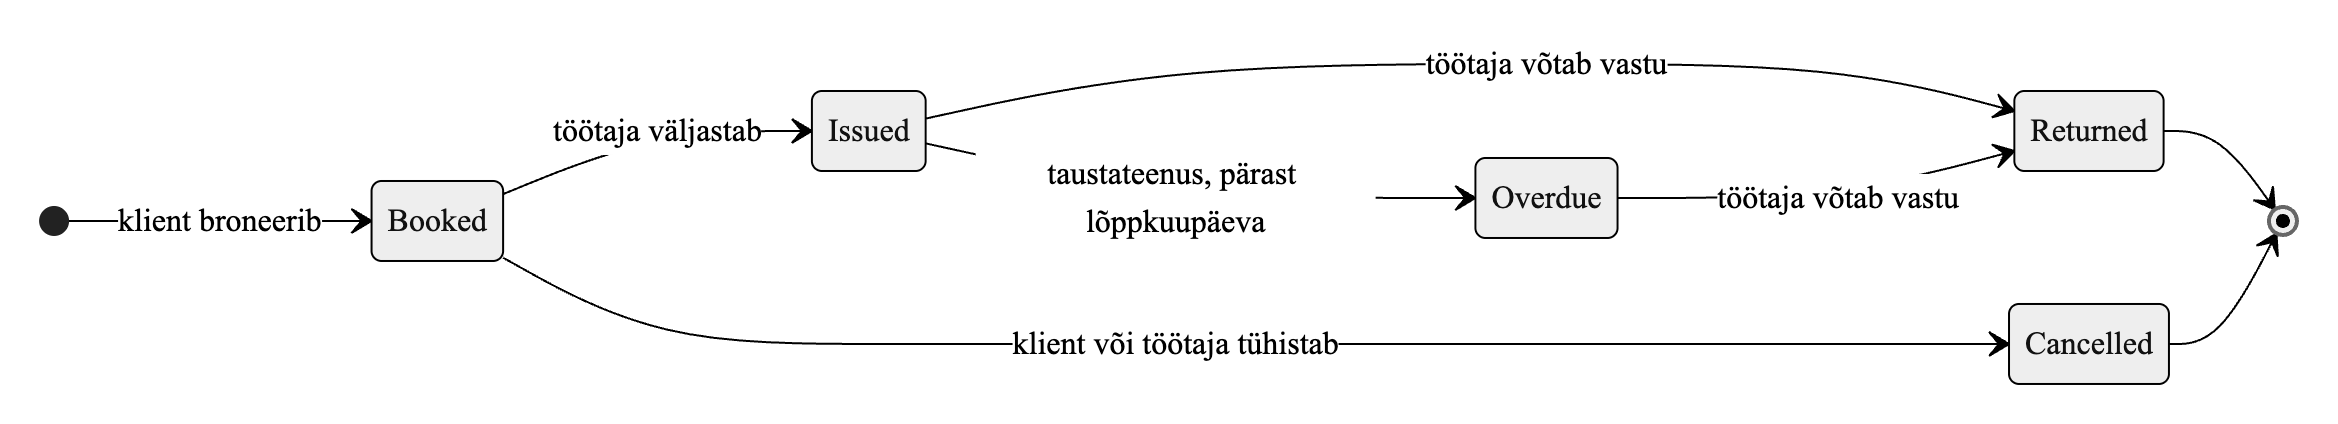 klient broneerib
Booked
töötaja väljastab
Issued
töötaja võtab vastu
taustateenus, pärast
lõppkuupäeva
Overdue
töötaja võtab vastu
Returned
klient või töötaja tühistab
Cancelled